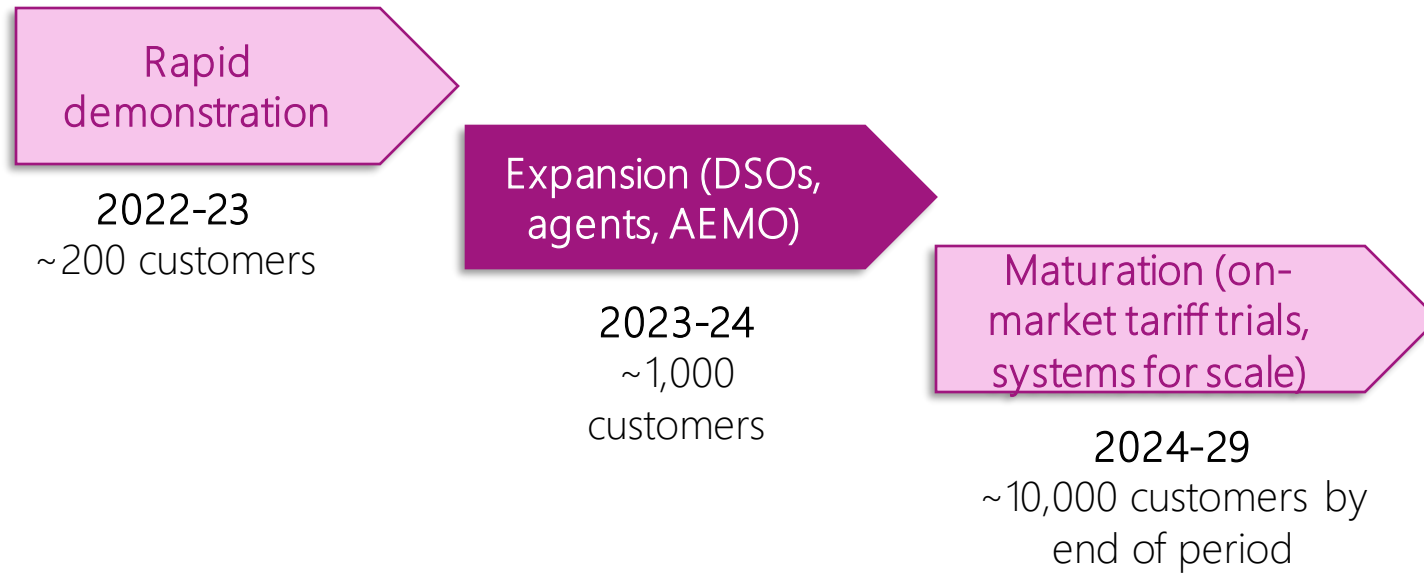 Rapid
demonstration
2022-23
~200 customers
Expansion (DSOs,
agents, AEMO)
2023-24
~1,000
customers
Maturation (on-
market tariff trials,
systems for scale)
2024-29
~10,000 customers by
end of period